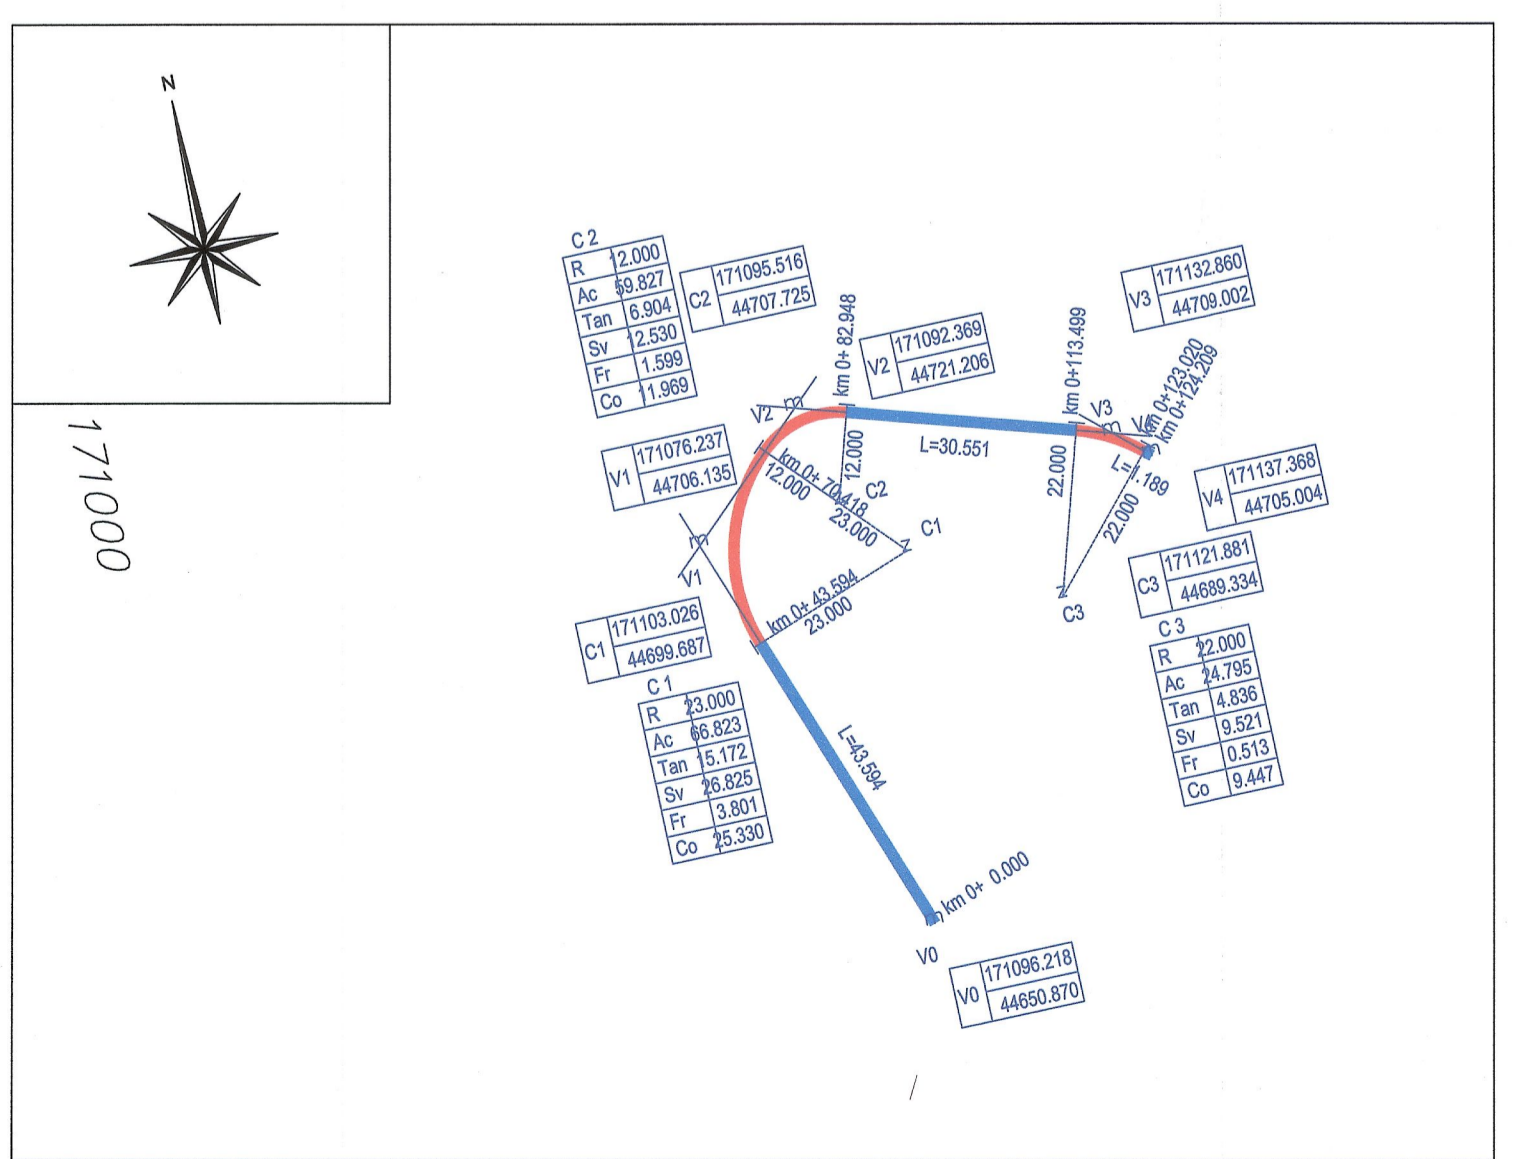 N
171000
C 2
R 12.000
Ac 59.827
Tan 6.904
Sv 12.530
Fr 1.599
Co 11.969
C2 171095.516
44707.725
km 0+ 82.948
V2 171092.369
44721.206
km 0+113.499
V3 171132.860
44709.002
km 0+123.020
km 0+124.209
V2
m
V3
m
V1 171076.237
44706.135
L=30.551
km 0+ 70.418
12.000
12.000
C2
23.000
C1
22.000
L=1.189
22.000
V4 171137.368
44705.004
m
V1
km 0+ 43.594
23.000
C3
C3 171121.881
44689.334
C1 171103.026
44699.687
C 1
R 23.000
Ac 66.823
Tan 15.172
Sv 26.825
Fr 3.801
Co 25.330
C 3
R 22.000
Ac 24.795
Tan 4.836
Sv 9.521
Fr 0.513
Co 9.447
L=43.594
km 0+ 0.000
V0
V0 171096.218
44650.870